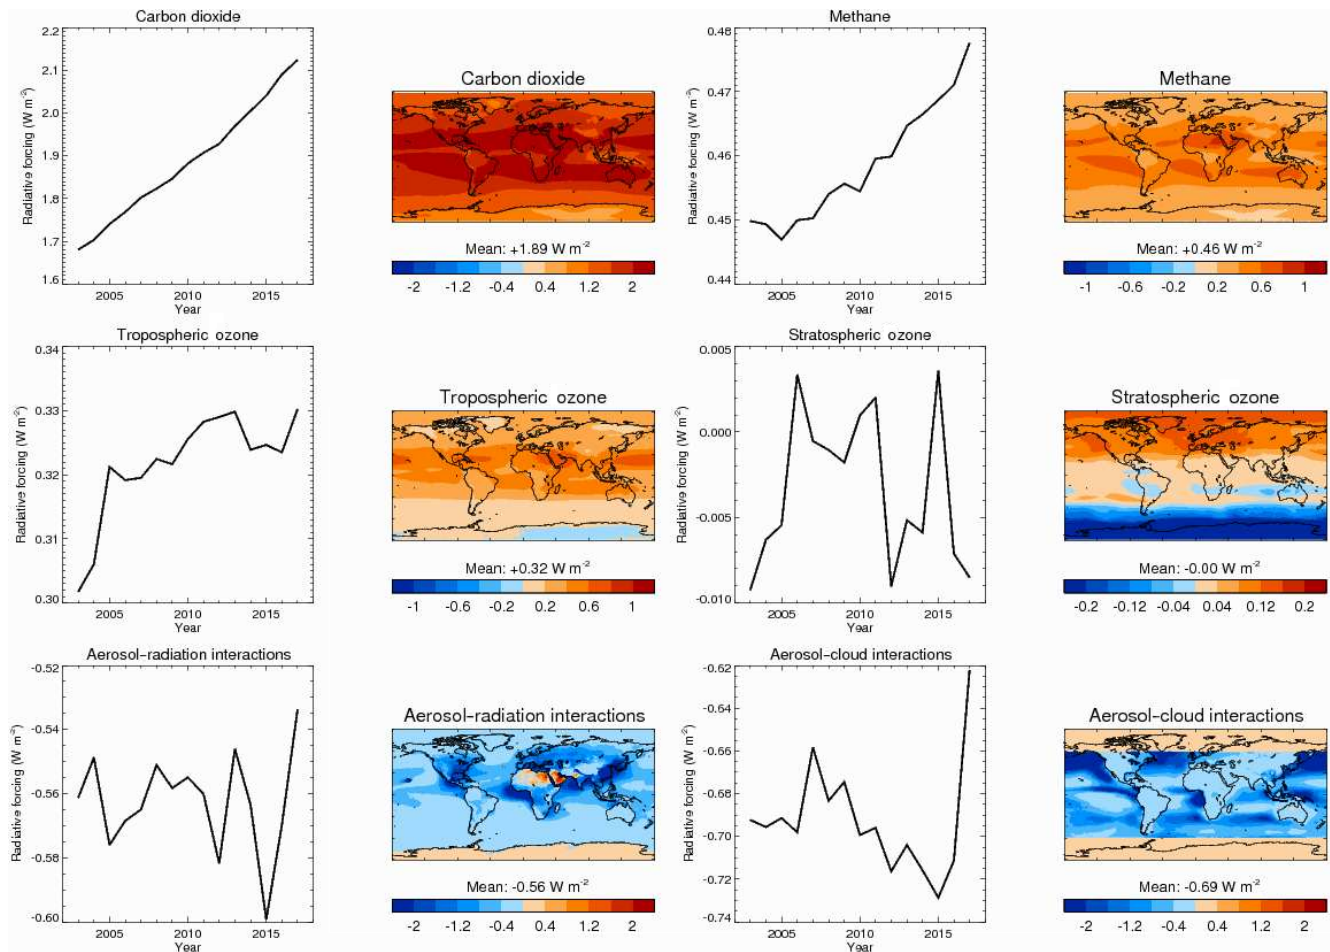 Carbon dioxide
2.2
2.1
2.0
1.9
1.8
1.7
1.6
Radiative forcing (W m-2)
2005 2010 2015
Year
Carbon dioxide
Mean: +1.89 W m-2
-2 -1.2 -0.4 0.4 1.2 2
Methane
0.48
0.47
0.46
0.45
0.44
Radiative forcing (W m-2)
2005 2010 2015
Year
Methane
Mean: +0.46 W m-2
-1 -0.6 -0.2 0.2 0.6 1
Tropospheric ozone
0.34
0.33
0.32
0.31
0.30
Radiative forcing (W m-2)
2005 2010 2015
Year
Tropospheric ozone
Mean: +0.32 W m-2
-1 -0.6 -0.2 0.2 0.6 1
Stratospheric ozone
0.005
0.000
-0.005
-0.010
Radiative forcing (W m-2)
2005 2010 2015
Year
Stratospheric ozone
Mean: -0.00 W m-2
-0.2 -0.12 -0.04 0.04 0.12 0.2
Aerosol-radiation interactions
-0.52
-0.54
-0.56
-0.58
-0.60
Radiative forcing (W m-2)
2005 2010 2015
Year
Aerosol-radiation interactions
Mean: -0.56 W m-2
-2 -1.2 -0.4 0.4 1.2 2
Aerosol-cloud interactions
-0.62
-0.64
-0.66
-0.68
-0.70
-0.72
-0.74
Radiative forcing (W m-2)
2005 2010 2015
Year
Aerosol-cloud interactions
Mean: -0.69 W m-2
-2 -1.2 -0.4 0.4 1.2 2